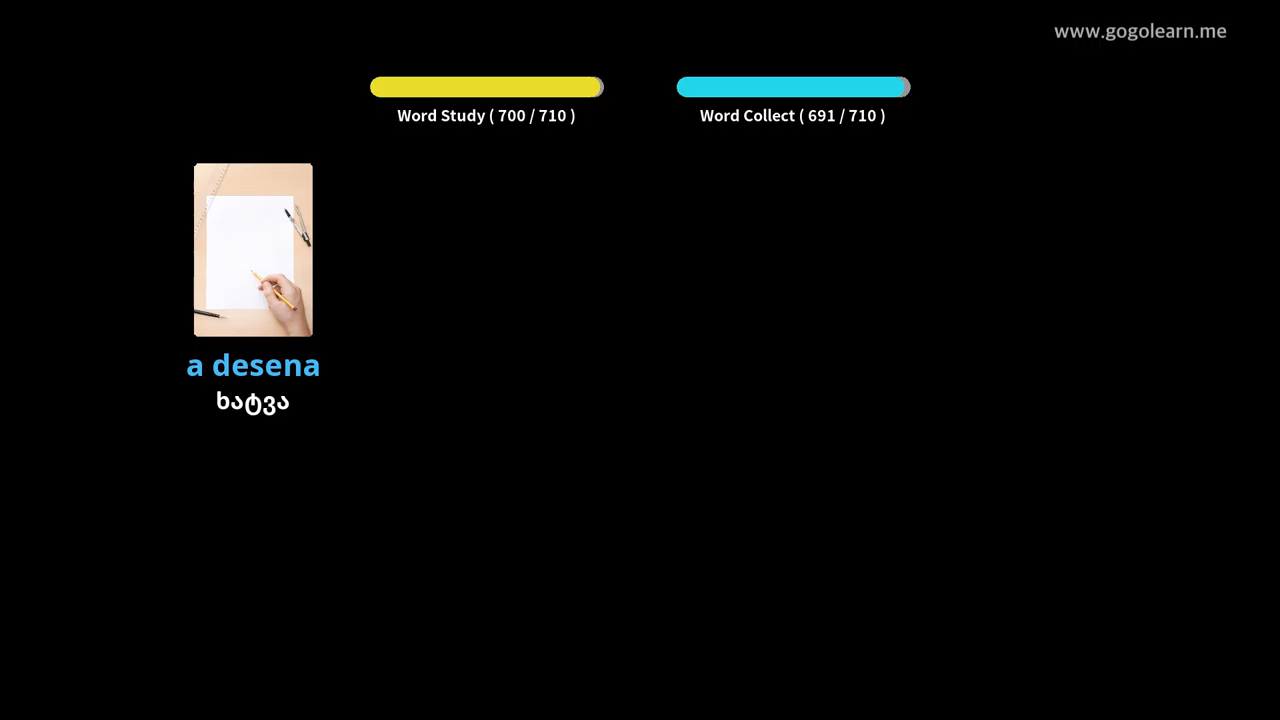 www.gogolearn.me
Word Study ( 700 / 710 )
Word Collect ( 691 / 710 )
a desena
ხატვა